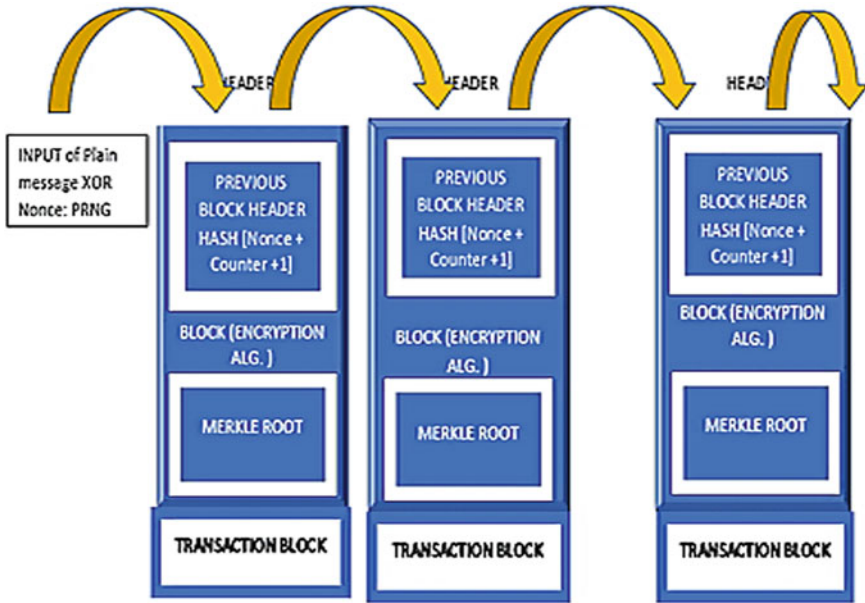 HEADER
HEADER
HEADE
INPUT of Plain
message XOR
Nonce: PRNG
PREVIOUS
BLOCK HEADER
HASH [Nonce +
Counter +1]
BLOCK (ENCRYPTION
ALG. )
MERKLE ROOT
TRANSACTION BLOCK
PREVIOUS
BLOCK HEADER
HASH [Nonce +
Counter +1]
BLOCK (ENCRYPTION
ALG. )
MERKLE ROOT
TRANSACTION BLOCK
PREVIOUS
BLOCK HEADER
HASH [Nonce +
Counter +1]
BLOCK (ENCRYPTION
ALG. )
MERKLE ROOT
TRANSACTION BLOCK